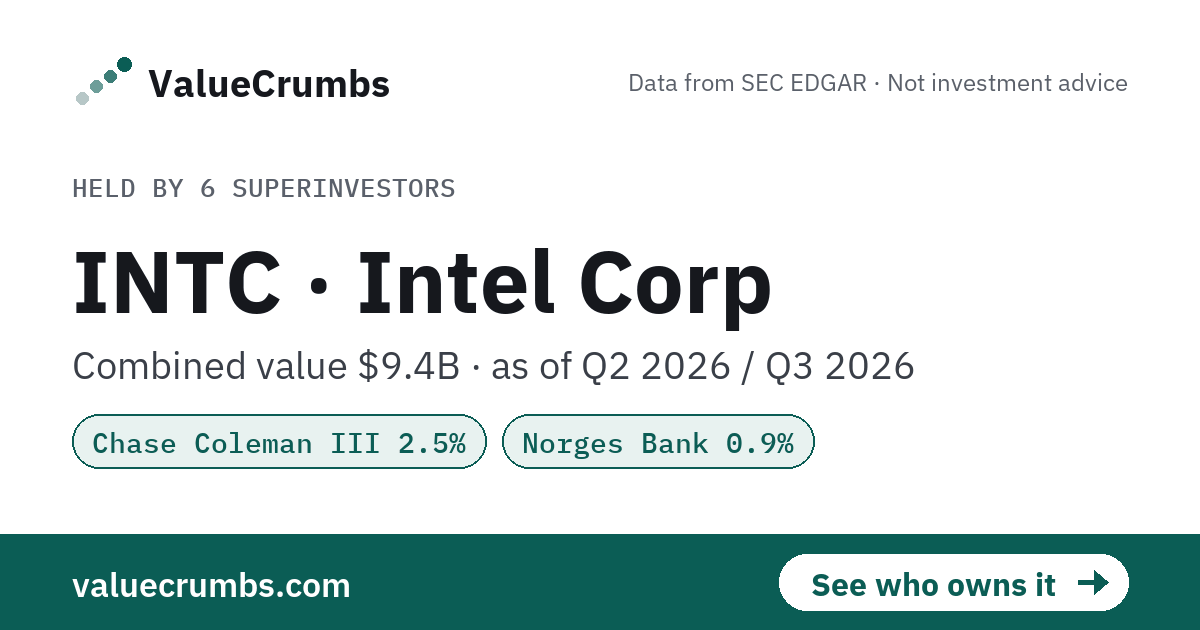 ValueCrumbs
Data from SEC EDGAR · Not investment advice
HELD BY 6 SUPERINVESTORS
INTC · Intel Corp
Combined value $9.4B · as of Q2 2026 / Q3 2026
Chase Coleman III 2.5%
Norges Bank 0.9%
valuecrumbs.com
See who owns it →